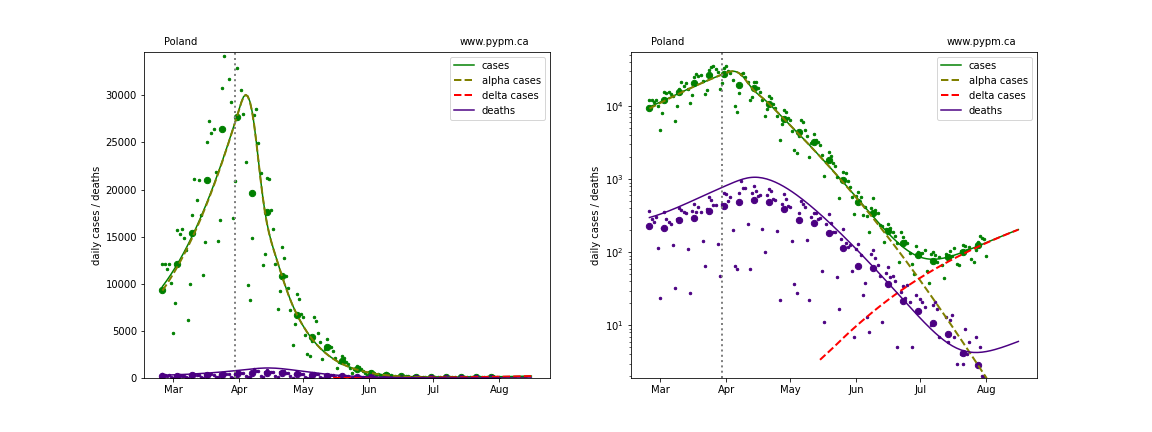 Poland www.pypm.ca
cases
alpha cases
delta cases
deaths
daily cases / deaths
30000
25000
20000
15000
10000
5000
0
Mar Apr May Jun Jul Aug
Poland www.pypm.ca
cases
alpha cases
delta cases
deaths
daily cases / deaths
10⁴
10³
10²
10¹
Mar Apr May Jun Jul Aug